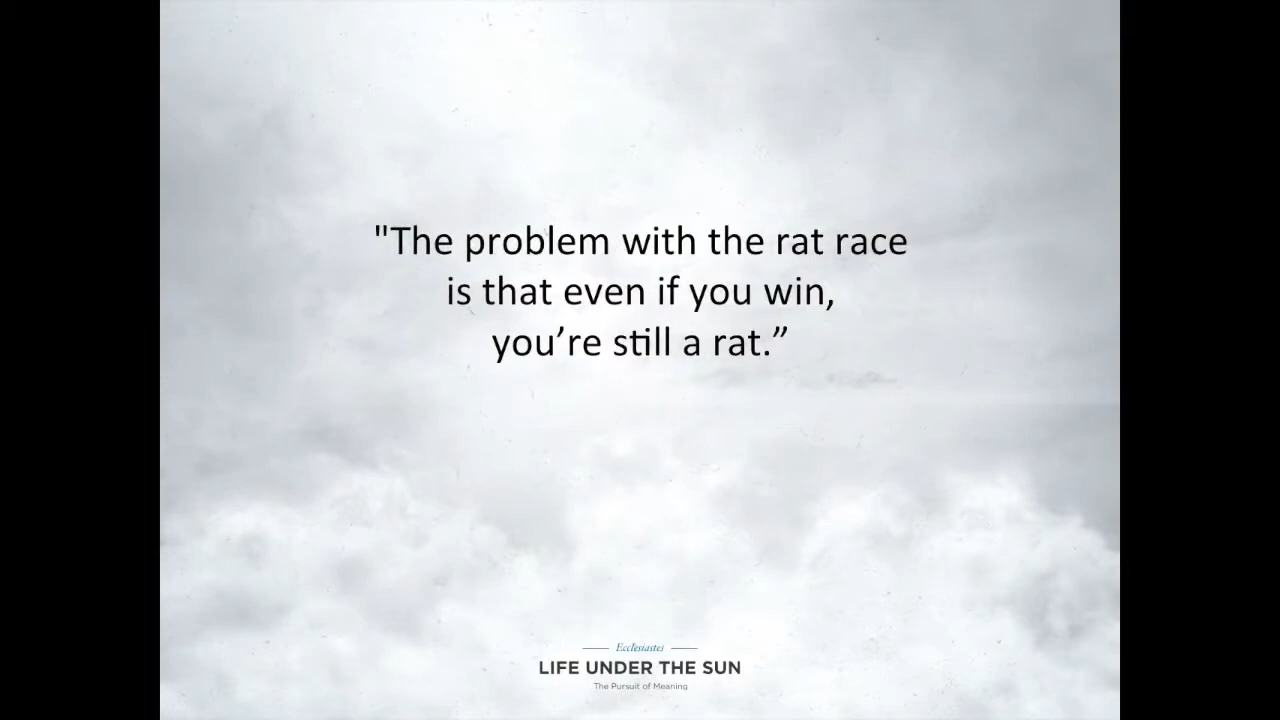 "The problem with the rat race
is that even if you win,
you’re still a rat.”
Ecclesiastes
LIFE UNDER THE SUN
The Pursuit of Meaning